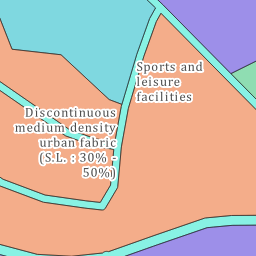 Sports and
leisure
facilities
Discontinuous
medium density
urban fabric
(S.L. : 30% -
50%)